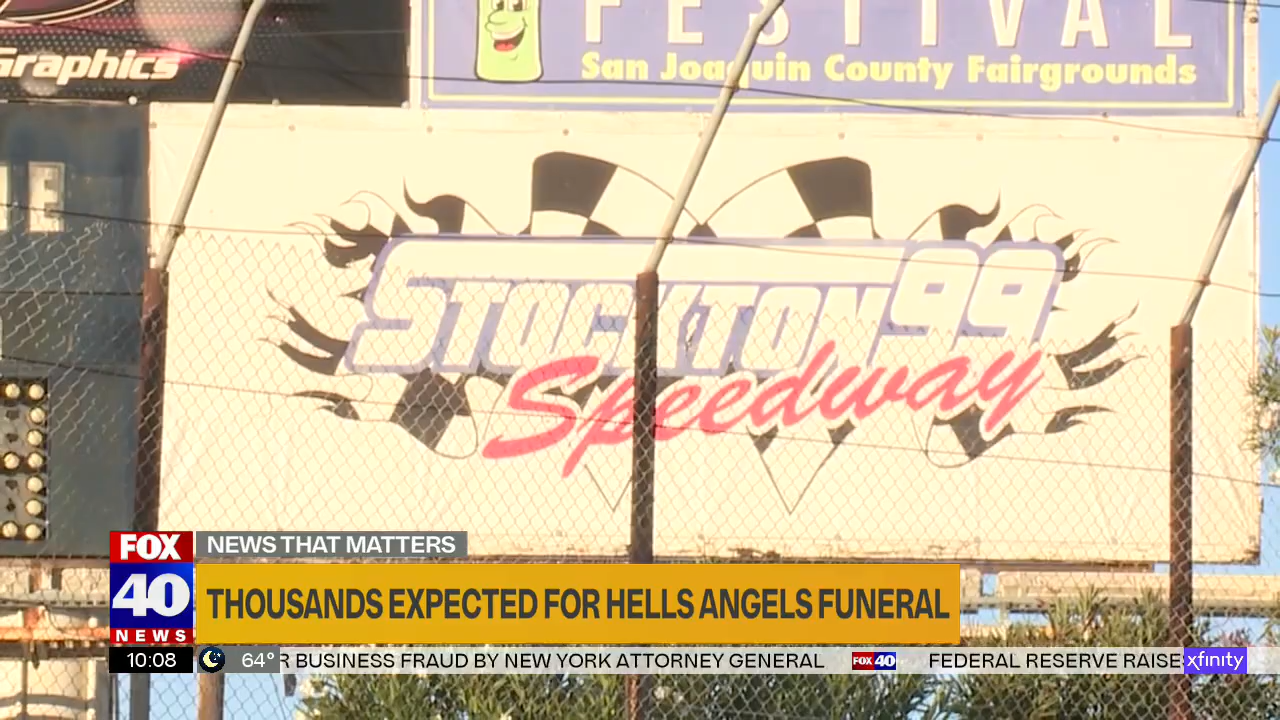 FESTIVAL
Graphics
San Joaquin County Fairgrounds
STOCKTON 99
Speedway
FOX
40
NEWS
NEWS THAT MATTERS
THOUSANDS EXPECTED FOR HELLS ANGELS FUNERAL
10:08
64°
R BUSINESS FRAUD BY NEW YORK ATTORNEY GENERAL
FOX 40
FEDERAL RESERVE RAISE
xfinity